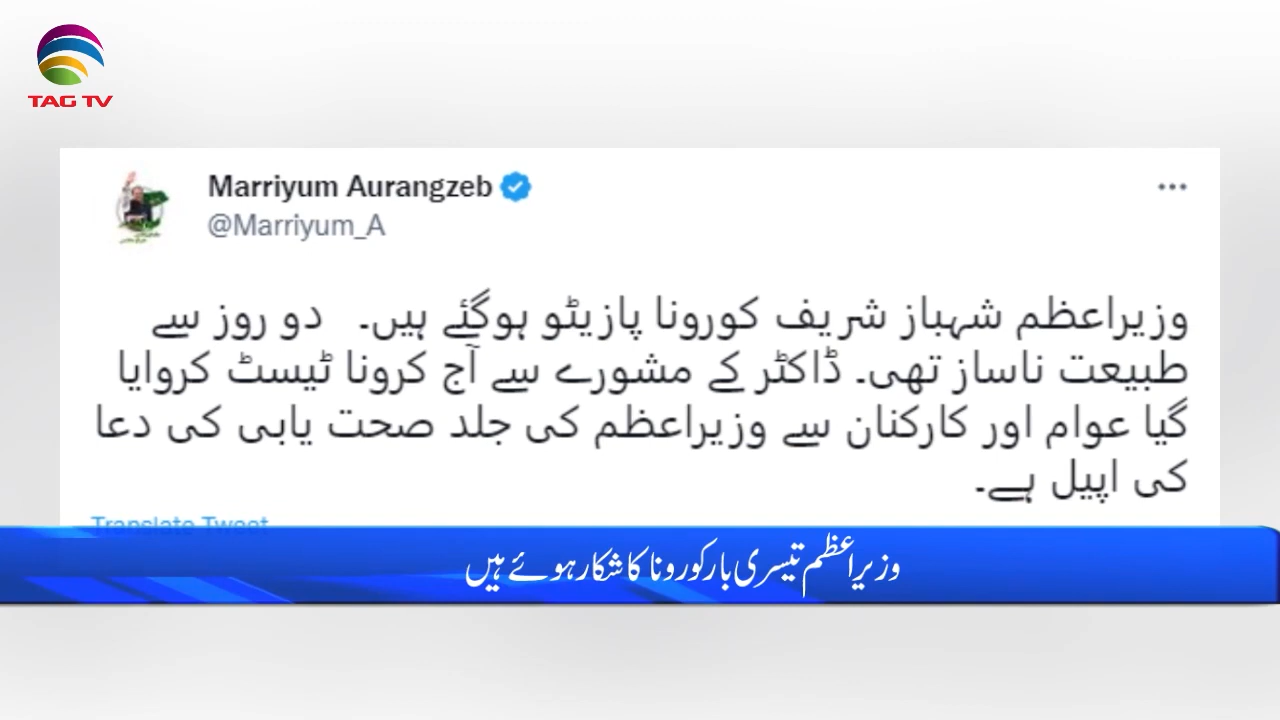 TAG TV
Marriyum Aurangzeb
@Marriyum_A
وزیراعظم شہباز شریف کورونا پازیٹو ہوگئے ہیں۔ دو روز سے
طبیعت ناساز تھی۔ ڈاکٹر کے مشورے سے آج کرونا ٹیسٹ کروایا
گیا عوام اور کارکنان سے وزیراعظم کی جلد صحت یابی کی دعا
کی اپیل ہے۔
Translate Tweet
وزیراعظم تیسری بار کورونا کا شکار ہوئے ہیں